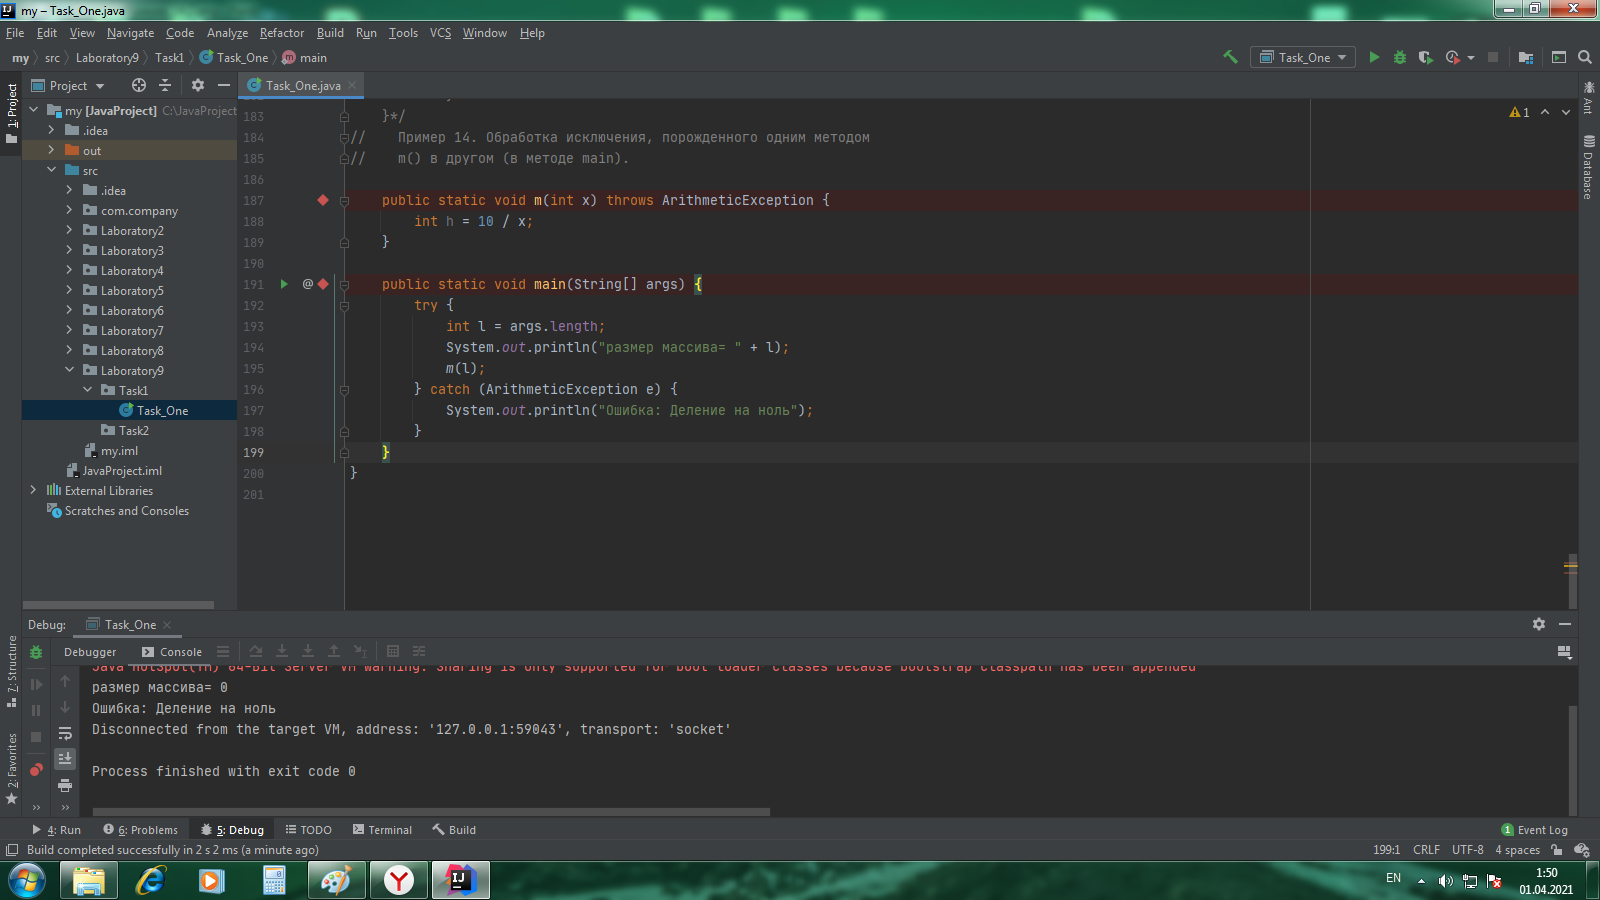 my – Task_One.java
File Edit View Navigate Code Analyze Refactor Build Run Tools VCS Window Help
my src Laboratory9 Task1 Task_One main
Task_One
Project
Task_One.java
1: Project
my [JavaProject] C:\JavaProject
.idea
out
src
.idea
com.company
Laboratory2
Laboratory3
Laboratory4
Laboratory5
Laboratory6
Laboratory7
Laboratory8
Laboratory9
Task1
Task_One
Task2
my.iml
JavaProject.iml
External Libraries
Scratches and Consoles
1
Ant
Database
183 }*/
184 // Пример 14. Обработка исключения, порожденного одним методом
185 // m() в другом (в методе main).
186
187 public static void m(int x) throws ArithmeticException {
188 int h = 10 / x;
189 }
190
191 @ public static void main(String[] args) {
192 try {
193 int l = args.length;
194 System.out.println("размер массива= " + l);
195 m(l);
196 } catch (ArithmeticException e) {
197 System.out.println("Ошибка: Деление на ноль");
198 }
199 }
200 }
201
Debug: Task_One
Debugger Console
7: Structure
2: Favorites
Java HotSpot(TM) 64-Bit Server VM warning: Sharing is only supported for boot loader classes because bootstrap classpath has been appended
размер массива= 0
Ошибка: Деление на ноль
Disconnected from the target VM, address: '127.0.0.1:59043', transport: 'socket'
Process finished with exit code 0
4: Run 6: Problems 5: Debug TODO Terminal Build 1 Event Log
Build completed successfully in 2 s 2 ms (a minute ago) 199:1 CRLF UTF-8 4 spaces
EN 1:50
01.04.2021